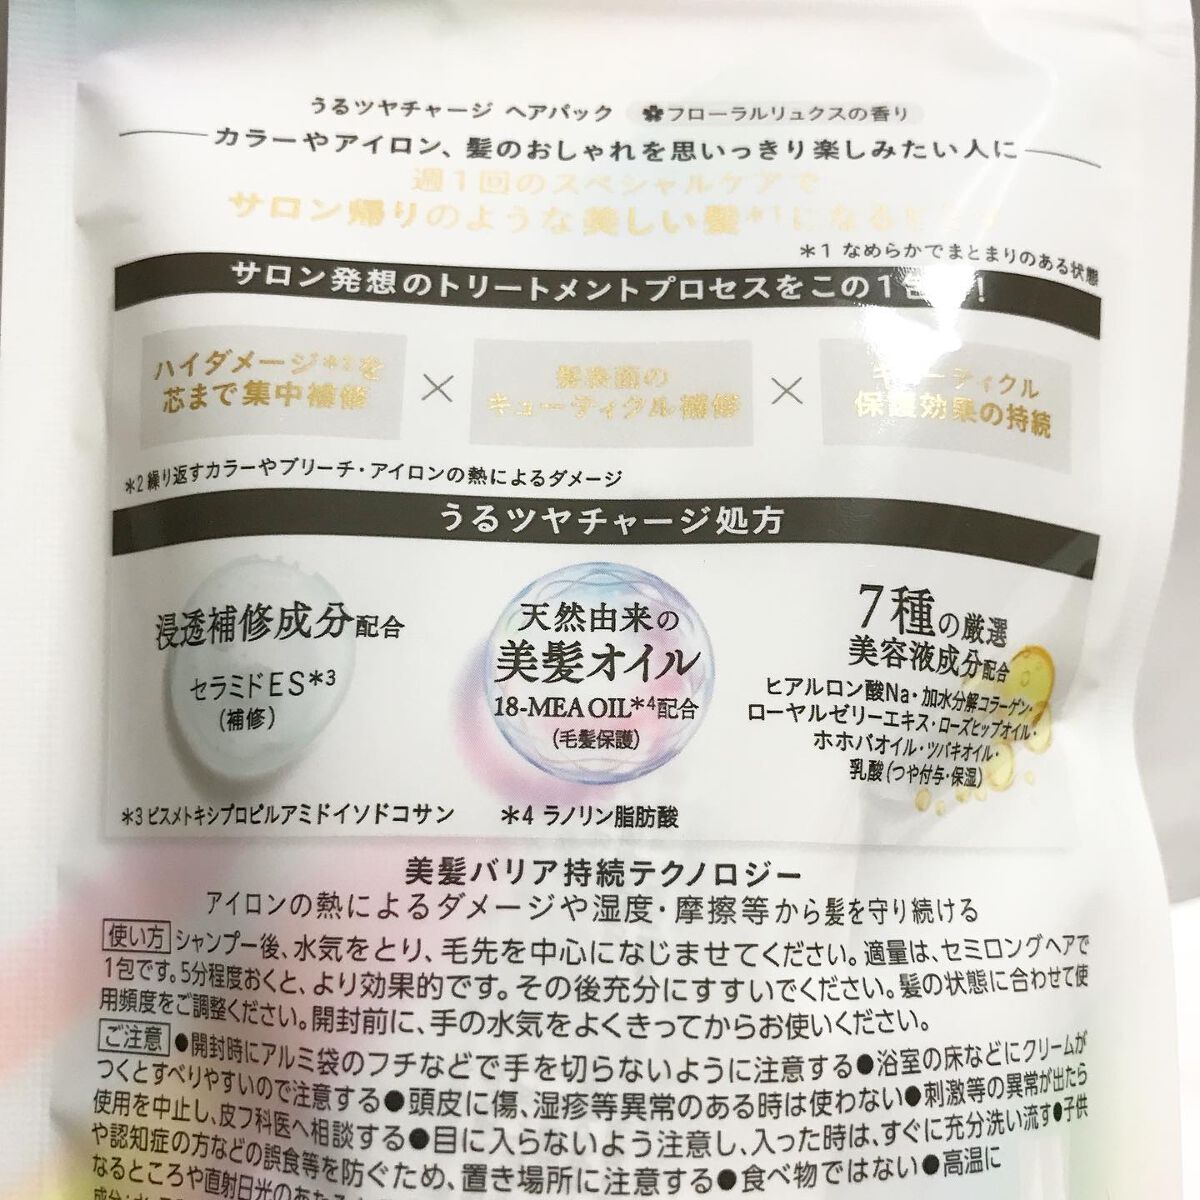 うるツヤチャージ ヘアパック ✽フローラルリュクスの香り
カラーやアイロン、髪のおしゃれを思いっきり楽しみたい人に
週1回のスペシャルケアで
サロン帰りのような美しい髪*1になる
*1 なめらかでまとまりのある状態
サロン発想のトリートメントプロセスをこの1包 !
ハイダメージ*2を
芯まで集中補修
×
髪表面の
キューティクル補修
×
キューティクル
保護効果の持続
*2 繰り返すカラーやブリーチ・アイロンの熱によるダメージ
うるツヤチャージ処方
浸透補修成分配合
セラミドES*3
(補修)
天然由来の
美髪オイル
18-MEA OIL*4配合
(毛髪保護)
7種の厳選
美容液成分配合
ヒアルロン酸Na・加水分解コラーゲン・
ローヤルゼリーエキス・ローズヒップオイル・
ホホバオイル・ツバキオイル・
乳酸(つや付与・保湿)
*3 ビスメトキシプロピルアミドイソドコサン
*4 ラノリン脂肪酸
美髪バリア持続テクノロジー
アイロンの熱によるダメージや湿度・摩擦等から髪を守り続ける
使い方 シャンプー後、水気をとり、毛先を中心になじませてください。適量は、セミロングヘアで
1包です。5分程度おくと、より効果的です。その後充分にすすいでください。髪の状態に合わせて使
用頻度をご調整ください。開封前に、手の水気をよくきってからお使いください。
ご注意 ●開封時にアルミ袋のフチなどで手を切らないように注意する●浴室の床などにクリームが
つくとすべりやすいので注意する●頭皮に傷、湿疹等異常のある時は使わない●刺激等の異常が出たら
使用を中止し、皮フ科医へ相談する●目に入らないよう注意し、入った時は、すぐに充分洗い流す●子供
や認知症の方などの誤食等を防ぐため、置き場所に注意する●食べ物ではない●高温に
なるところや直射日光のあたる